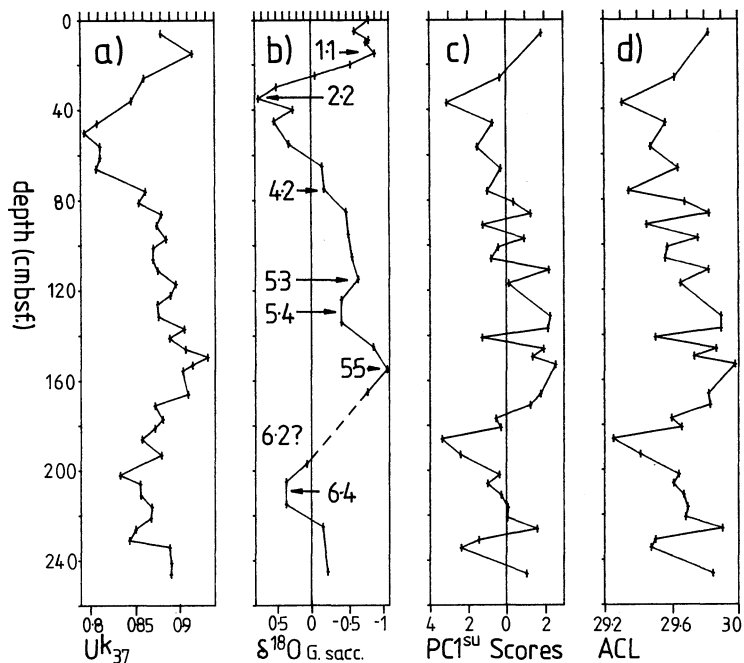 a) b) c) d)
0
40
80
120
160
200
240
depth (cmbsf.)
1·1
2·2
4·2
5·3
5·4
55
6·2?
6·4
0·8 0·85 0·9
0·5 0 -0·5 -1
4 2 0 2
29·2 29·6 30
Uk37
δ18O G. sacc.
PC1su Scores
ACL